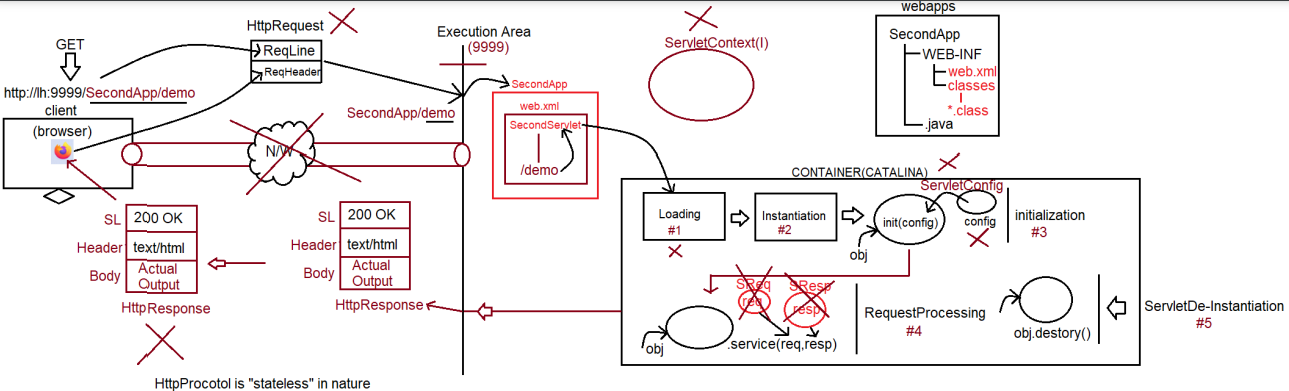 webapps
HttpRequest
Execution Area
(9999)
ServletContext(I)
SecondApp
WEB-INF
web.xml
classes
*.class
.java
GET
ReqLine
ReqHeader
http://lh:9999/SecondApp/demo
client
(browser)
SecondApp/demo
SecondApp
web.xml
SecondServlet
/demo
N/W
CONTAINER(CATALINA)
ServletConfig
Loading
#1
Instantiation
#2
init(config)
config
obj
initialization
#3
SL
200 OK
Header
text/html
Body
Actual
Output
HttpResponse
SL
200 OK
Header
text/html
Body
Actual
Output
HttpResponse
SReq
req
SResp
resp
obj
.service(req,resp)
RequestProcessing
#4
obj.destory()
ServletDe-Instantiation
#5
HttpProcotol is "stateless" in nature